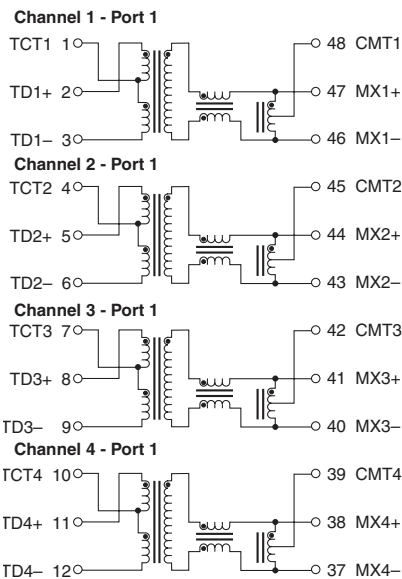 Channel 1 - Port 1
TCT1 1 48 CMT1
TD1+ 2 47 MX1+
TD1– 3 46 MX1–
Channel 2 - Port 1
TCT2 4 45 CMT2
TD2+ 5 44 MX2+
TD2– 6 43 MX2–
Channel 3 - Port 1
TCT3 7 42 CMT3
TD3+ 8 41 MX3+
TD3– 9 40 MX3–
Channel 4 - Port 1
TCT4 10 39 CMT4
TD4+ 11 38 MX4+
TD4– 12 37 MX4–